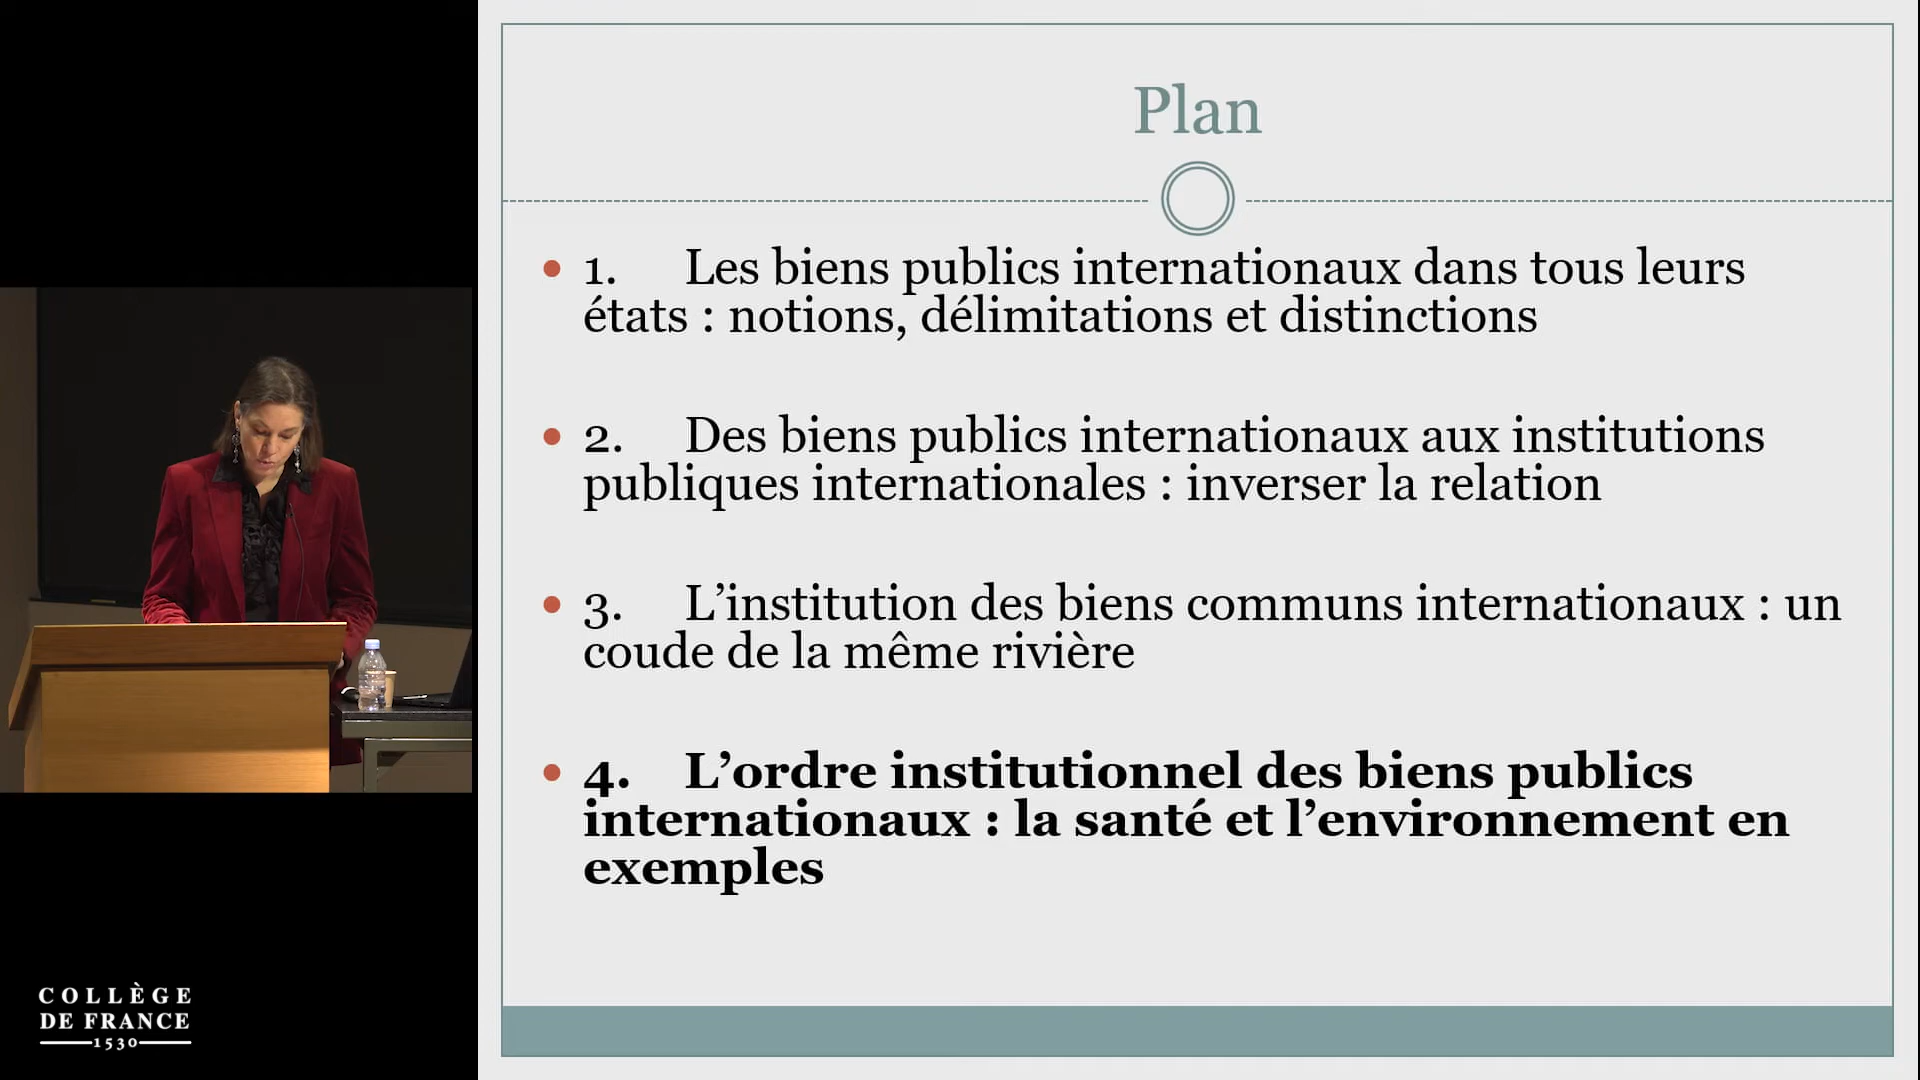 Plan
1. Les biens publics internationaux dans tous leurs
états : notions, délimitations et distinctions
2. Des biens publics internationaux aux institutions
publiques internationales : inverser la relation
3. L’institution des biens communs internationaux : un
coude de la même rivière
4. L’ordre institutionnel des biens publics
internationaux : la santé et l’environnement en
exemples
COLLÈGE
DE FRANCE
1530